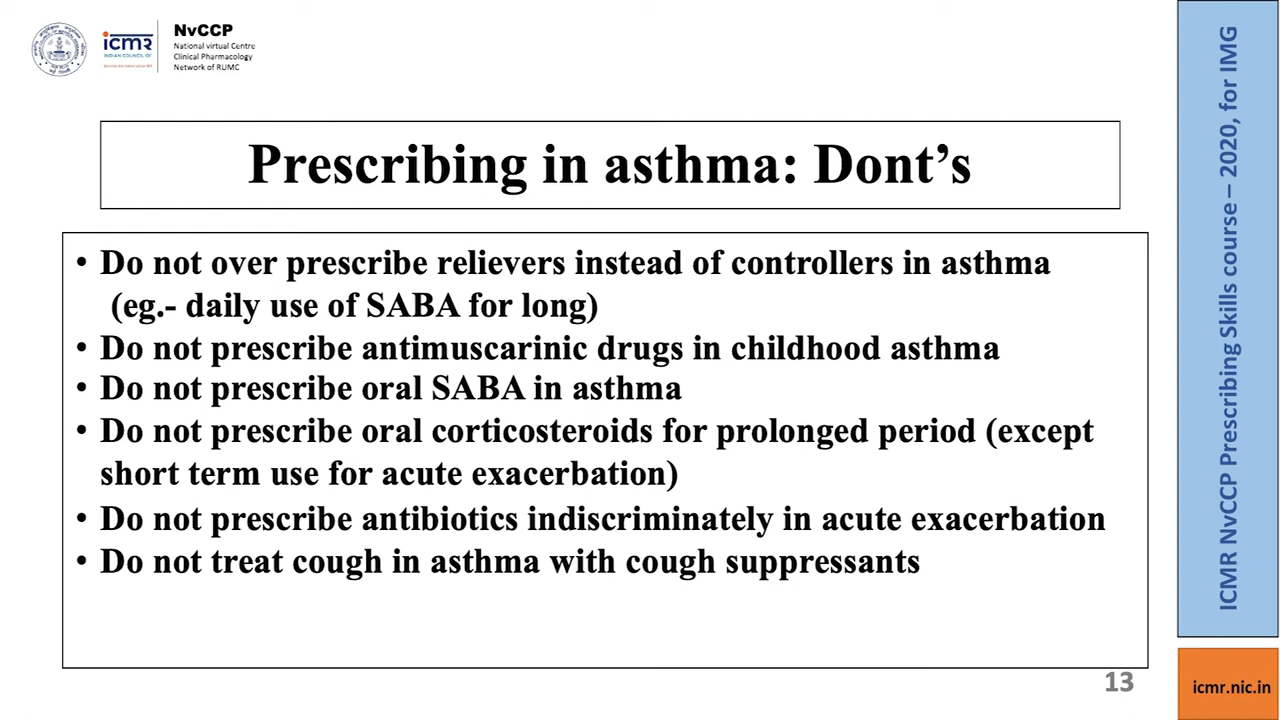 icmr
INDIAN COUNCIL OF
NvCCP
National virtual Centre
Clinical Pharmacology
Network of RUMC
Prescribing in asthma: Dont's
• Do not over prescribe relievers instead of controllers in asthma
(eg.- daily use of SABA for long)
• Do not prescribe antimuscarinic drugs in childhood asthma
• Do not prescribe oral SABA in asthma
• Do not prescribe oral corticosteroids for prolonged period (except
short term use for acute exacerbation)
• Do not prescribe antibiotics indiscriminately in acute exacerbation
• Do not treat cough in asthma with cough suppressants
13
ICMR NvCCP Prescribing Skills course – 2020, for IMG
icmr.nic.in